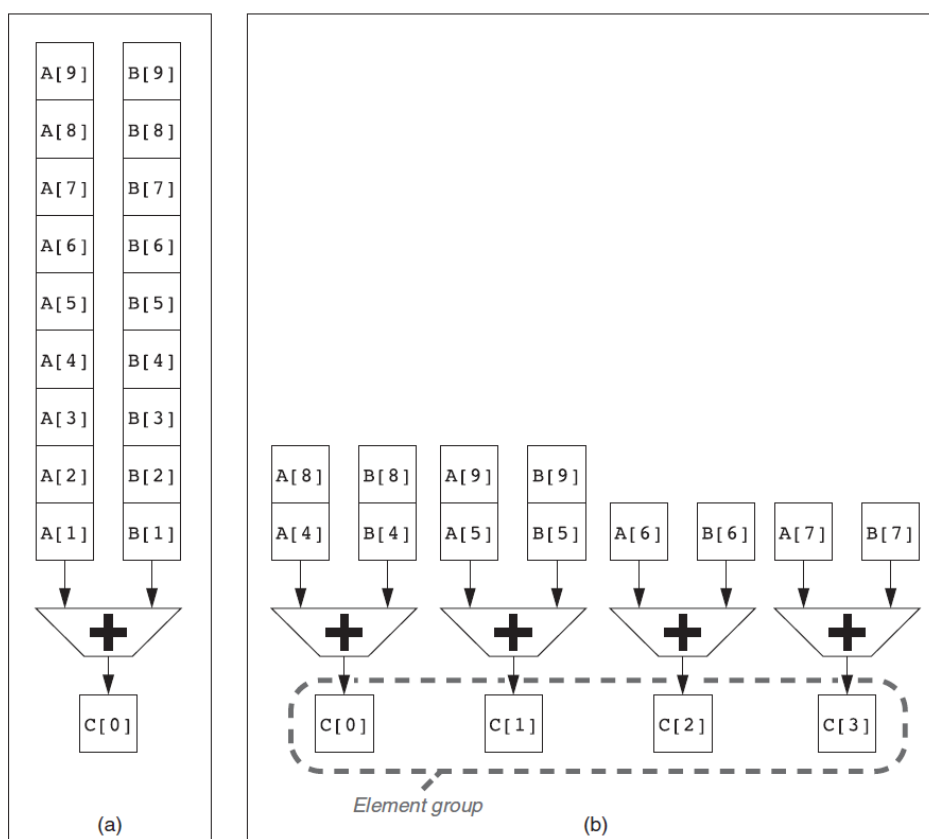 A[9] B[9]
A[8] B[8]
A[7] B[7]
A[6] B[6]
A[5] B[5]
A[4] B[4]
A[3] B[3]
A[2] B[2]
A[1] B[1]
+
C[0]
(a)
A[8] B[8] A[9] B[9]
A[4] B[4] A[5] B[5] A[6] B[6] A[7] B[7]
+ + + +
C[0] C[1] C[2] C[3]
Element group
(b)